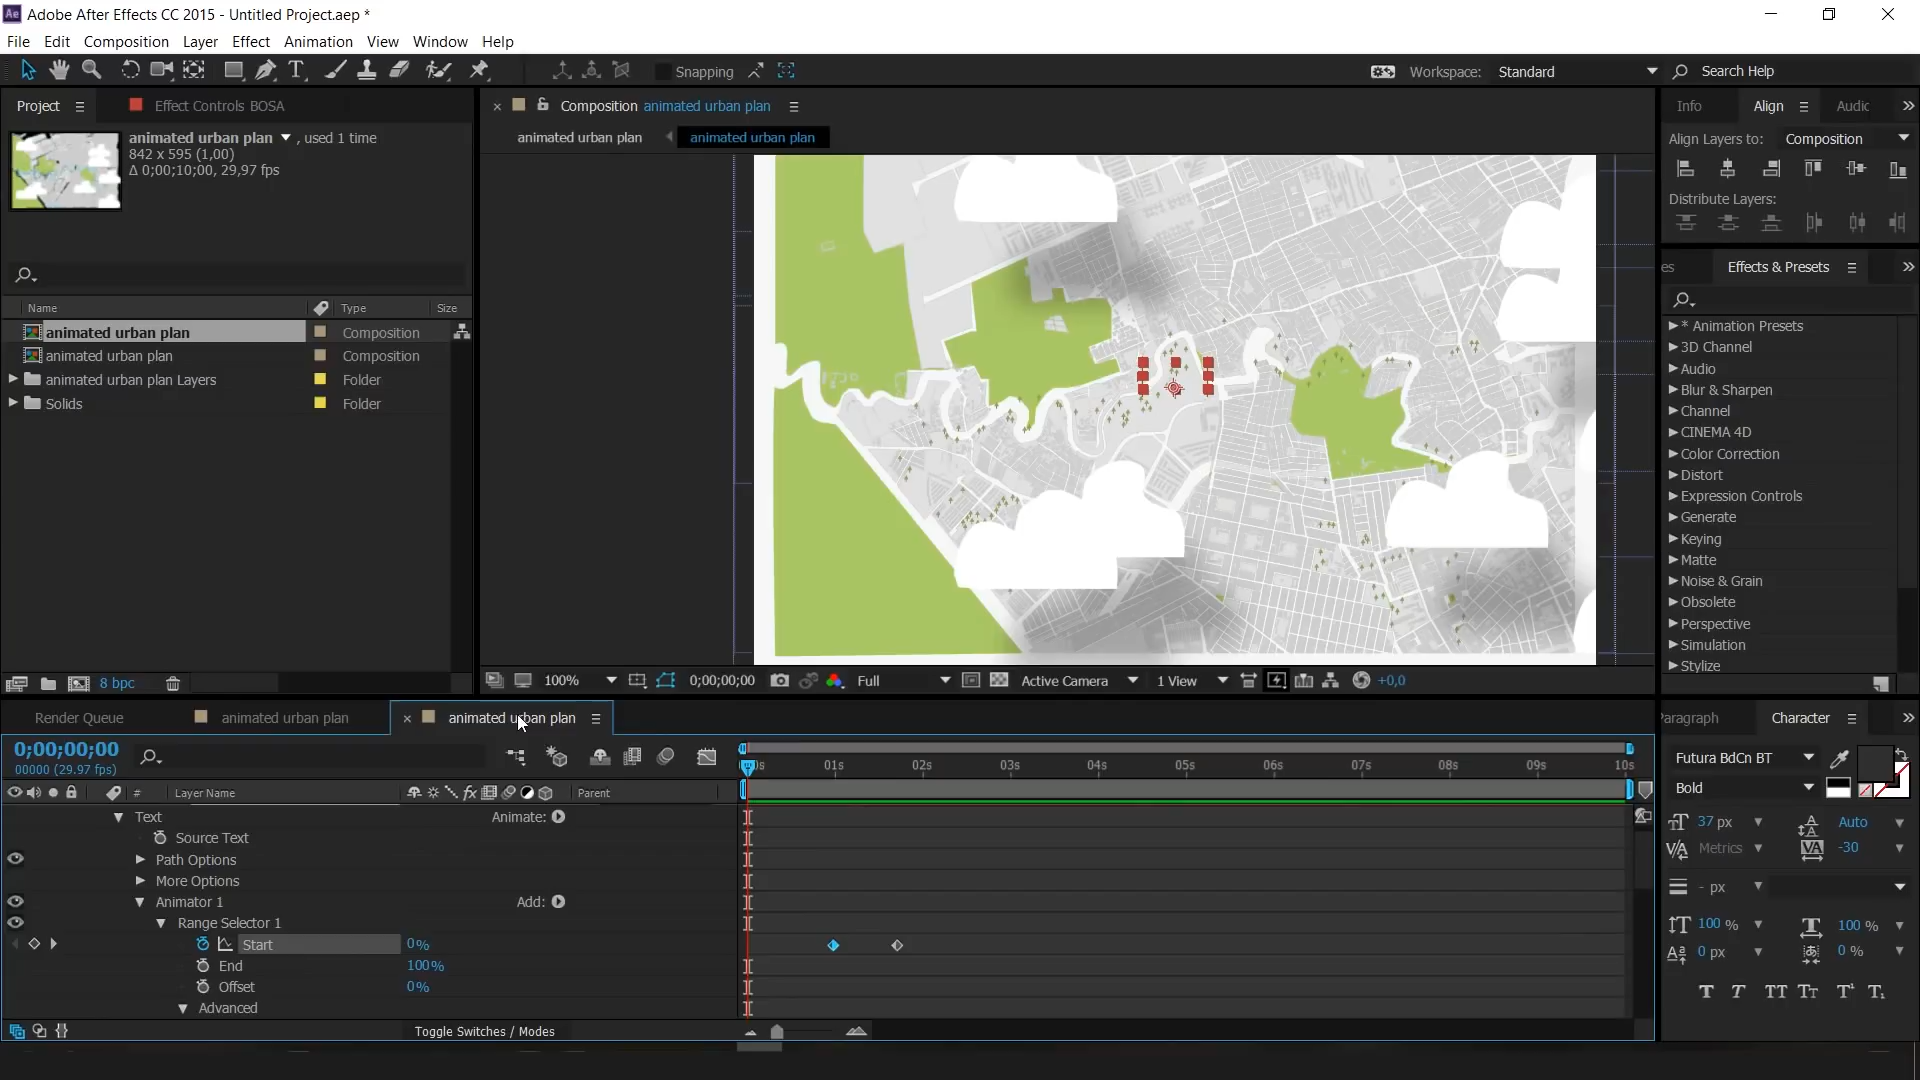 Ae Adobe After Effects CC 2015 - Untitled Project.aep *
File Edit Composition Layer Effect Animation View Window Help
Snapping
Workspace: Standard
Search Help
Project
Effect Controls BOSA
Composition animated urban plan
Info Align Audic
animated urban plan , used 1 time
842 x 595 (1,00)
Δ 0;00;10;00, 29,97 fps
animated urban plan animated urban plan
Align Layers to: Composition
Distribute Layers:
es Effects & Presets
Name Type Size
animated urban plan Composition
animated urban plan Composition
animated urban plan Layers Folder
Solids Folder
* Animation Presets
3D Channel
Audio
Blur & Sharpen
Channel
CINEMA 4D
Color Correction
Distort
Expression Controls
Generate
Keying
Matte
Noise & Grain
Obsolete
Perspective
Simulation
Stylize
8 bpc
100% 0;00;00;00 Full Active Camera 1 View +0,0
Render Queue animated urban plan animated urban plan
Paragraph Character
0;00;00;00
00000 (29.97 fps)
0s 01s 02s 03s 04s 05s 06s 07s 08s 09s 10s
# Layer Name fx Parent
Text Animate:
Source Text
Path Options
More Options
Animator 1 Add:
Range Selector 1
Start 0%
End 100%
Offset 0%
Advanced
Toggle Switches / Modes
Futura BdCn BT
Bold
37 px Auto
Metrics -30
- px
100 % 100 %
0 px 0 %
T T TT Tt T¹ T₁